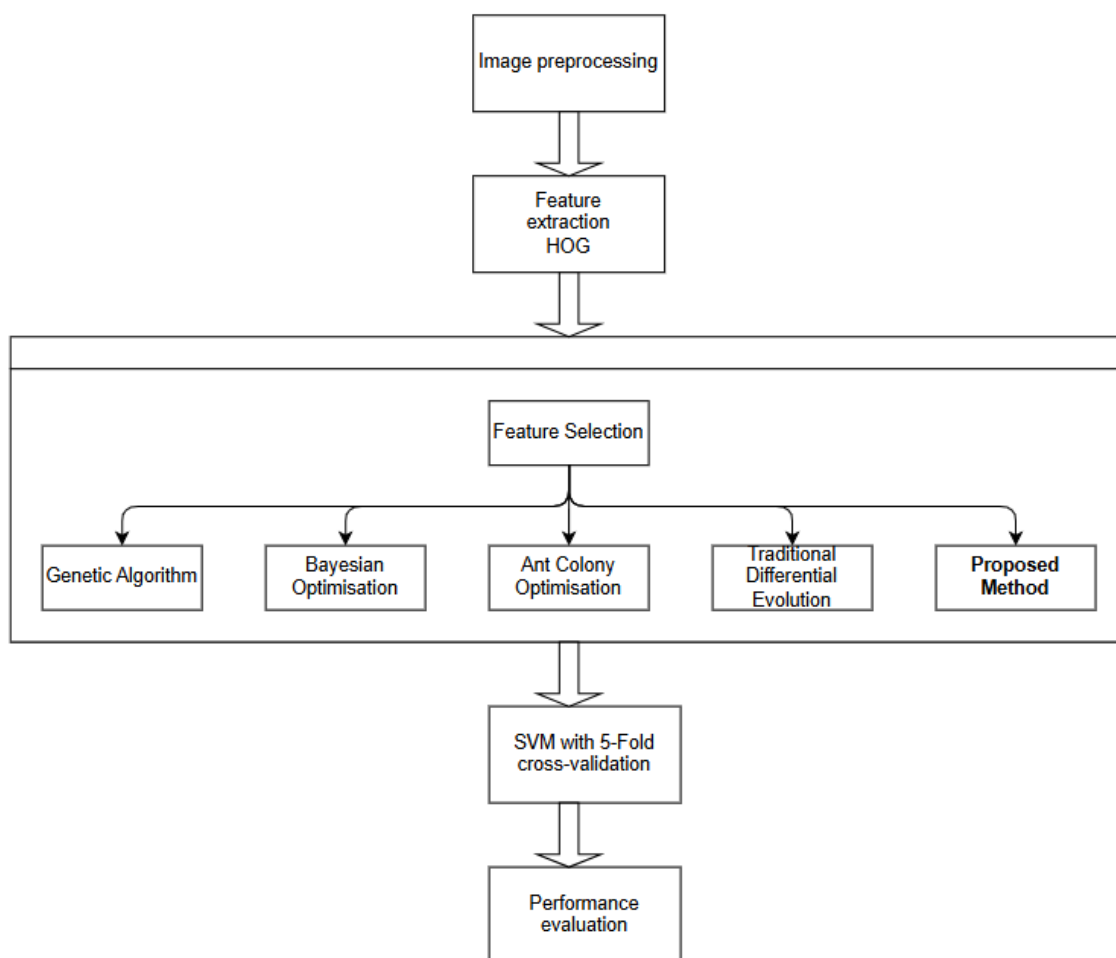 Image preprocessing
Feature
extraction
HOG
Feature Selection
Genetic Algorithm
Bayesian
Optimisation
Ant Colony
Optimisation
Traditional
Differential
Evolution
Proposed
Method
SVM with 5-Fold
cross-validation
Performance
evaluation